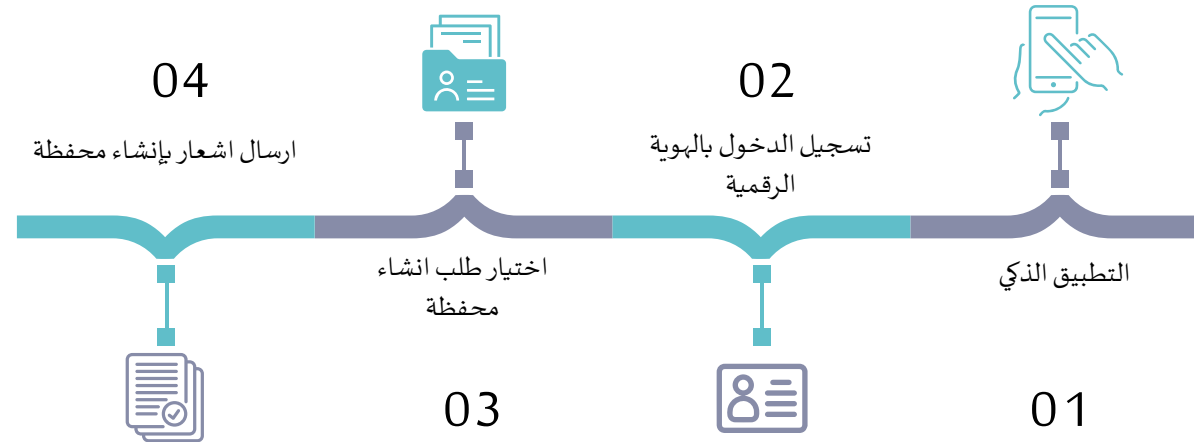 01
التطبيق الذكي
02
تسجيل الدخول بالهوية
الرقمية
03
اختيار طلب انشاء
محفظة
04
ارسال اشعار بإنشاء محفظة